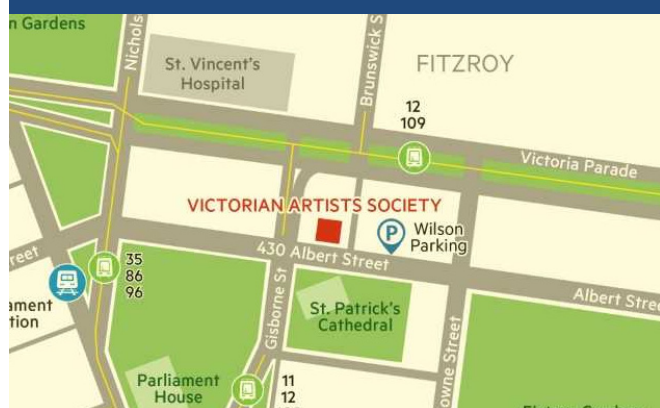 n Gardens
Nichols
St. Vincent's
Hospital
Brunswick S
FITZROY
12
109
Victoria Parade
VICTORIAN ARTISTS SOCIETY
P
Wilson
Parking
430 Albert Street
reet
35
86
96
ament
tion
Gisborne St
St. Patrick's
Cathedral
Albert Stree
owne Street
Parliament
House
11
12